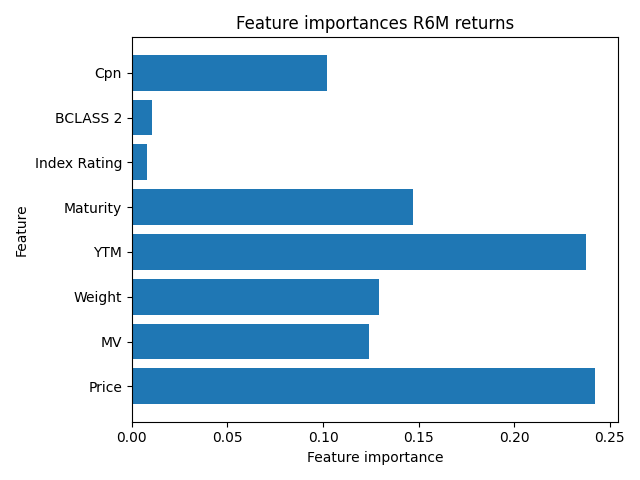 Feature importances R6M returns
Cpn
BCLASS 2
Index Rating
Maturity
YTM
Weight
MV
Price
Feature
0.00 0.05 0.10 0.15 0.20 0.25
Feature importance